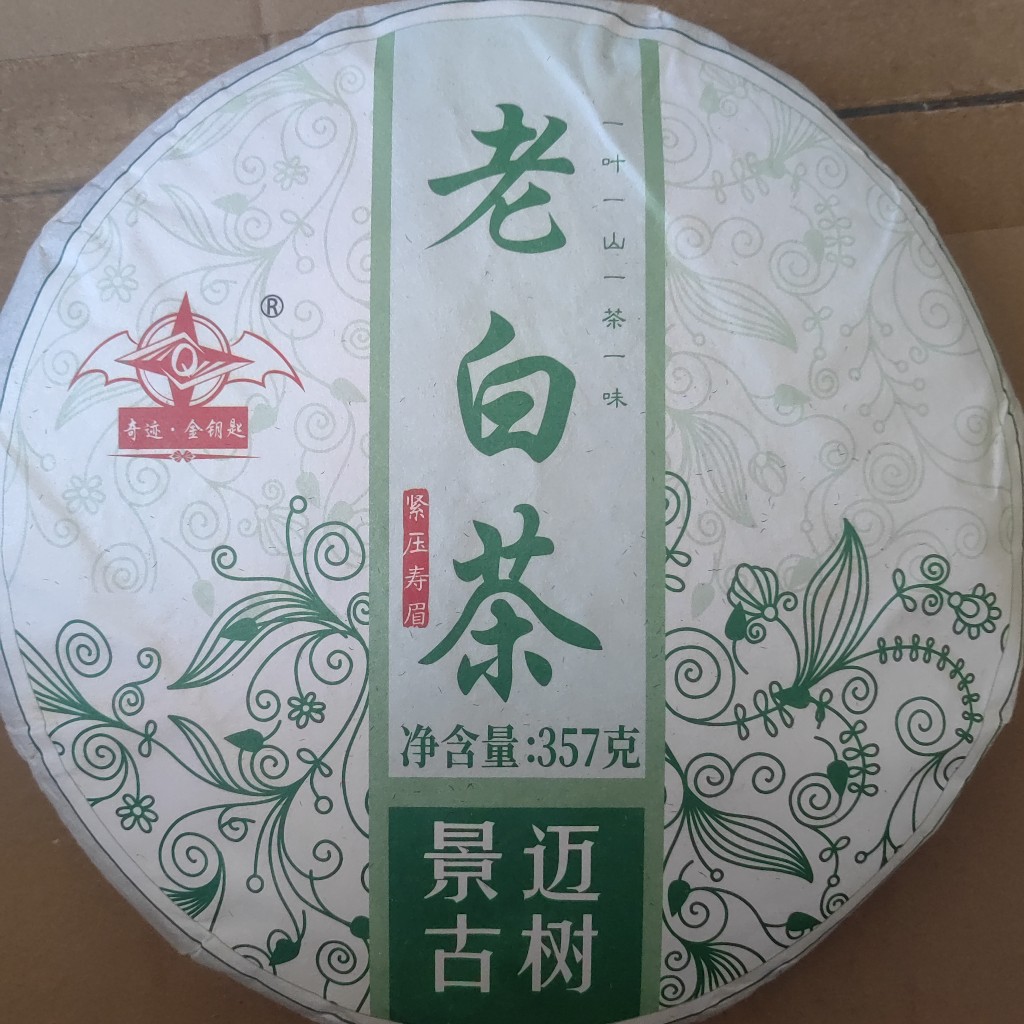 老白茶
一叶一山一茶一味
®
Q
奇迹·金钥匙
紧压寿眉
净含量:357克
景迈
古树